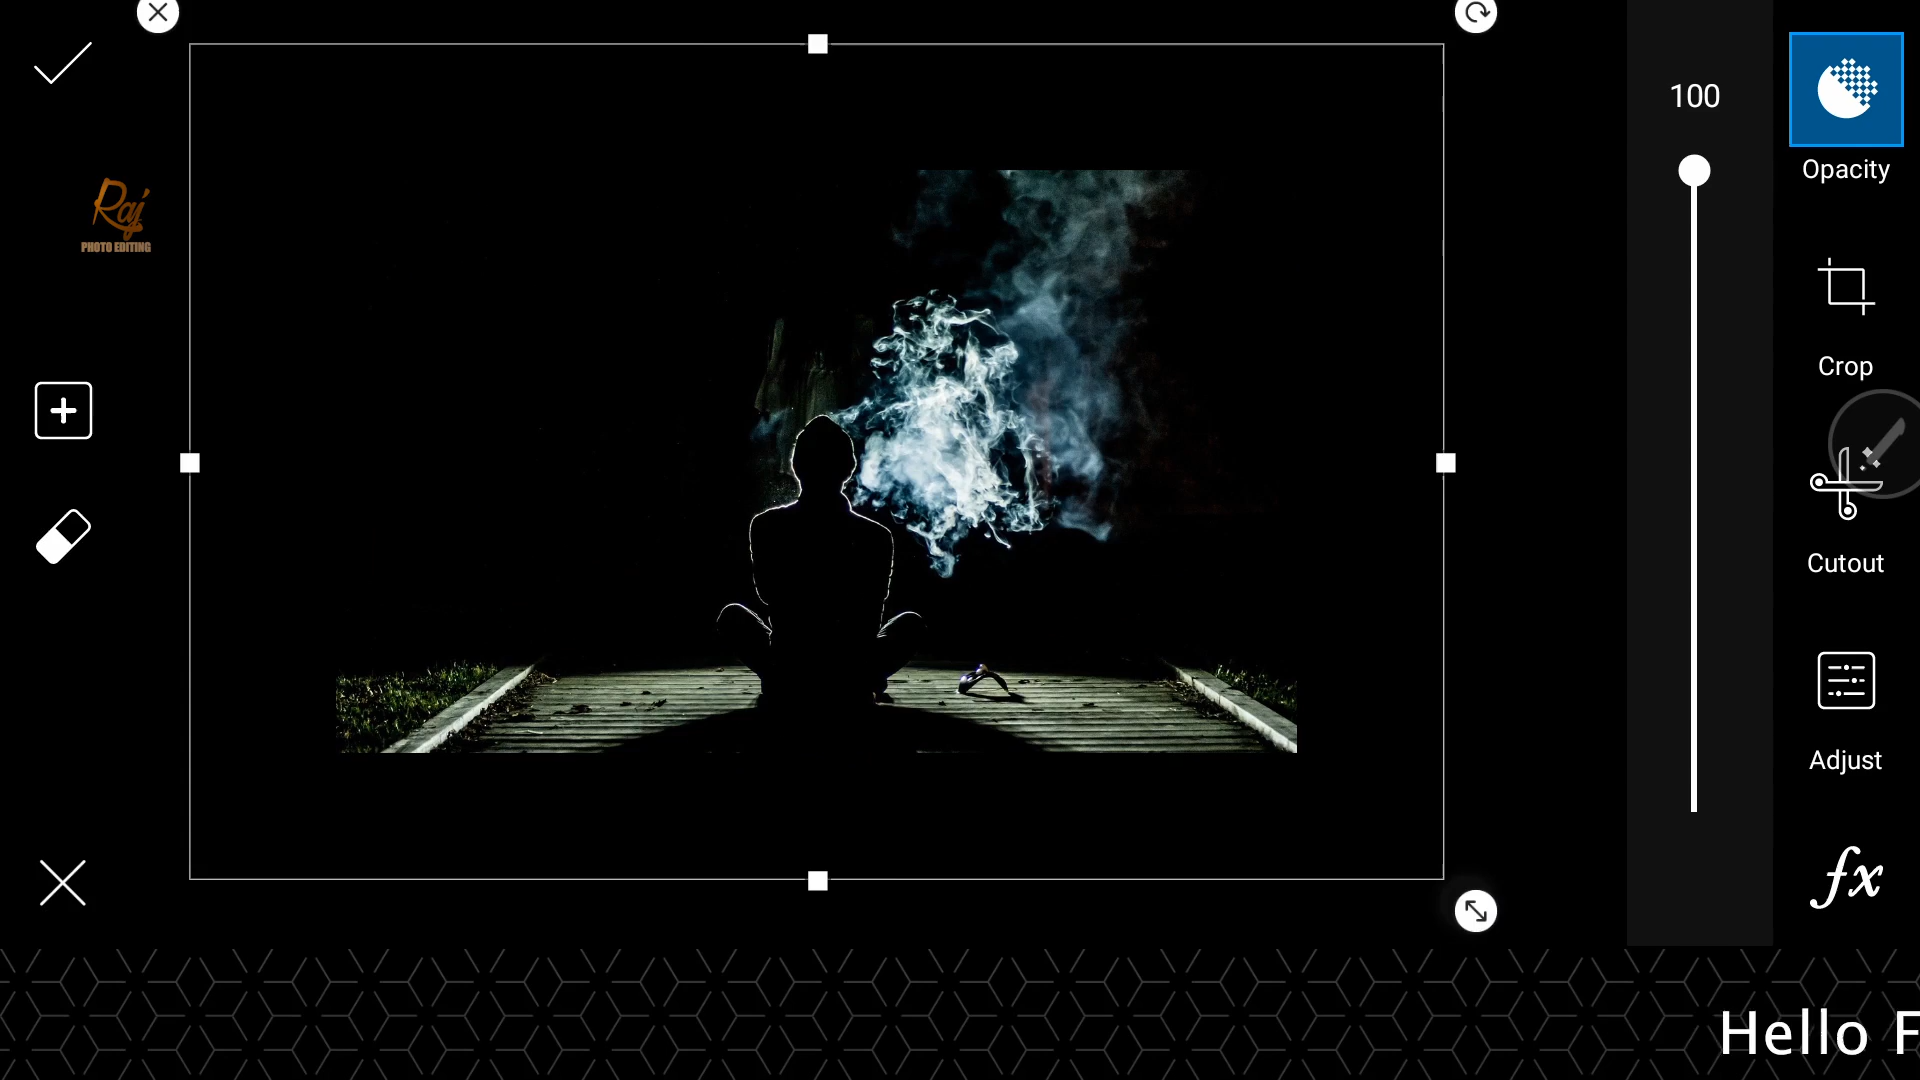 100
Opacity
Raj
PHOTO EDITING
Crop
Cutout
Adjust
fx
Hello F